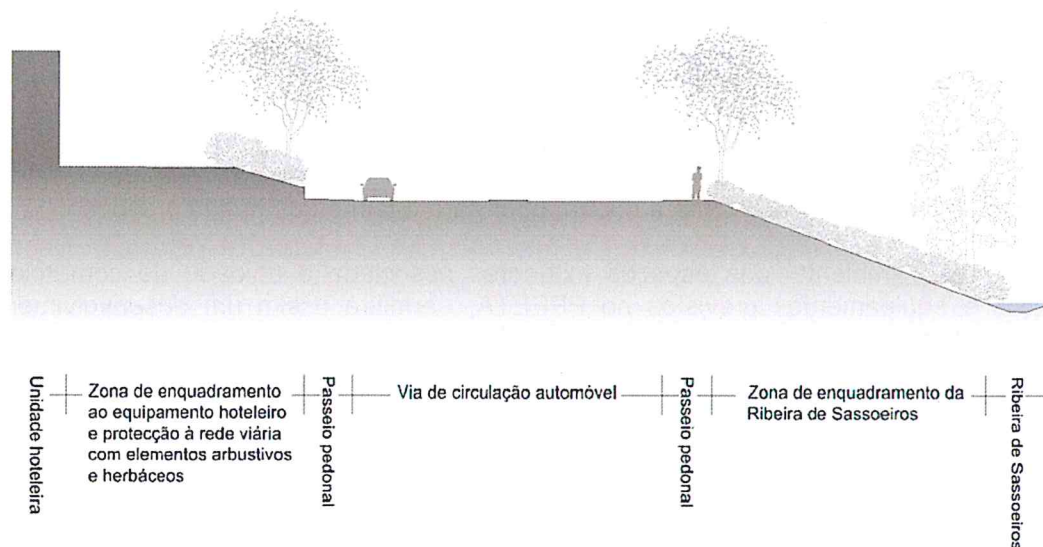 Unidade hoteleira
Zona de enquadramento
ao equipamento hoteleiro
e protecção à rede viária
com elementos arbustivos
e herbáceos
Passeio pedonal
Via de circulação automóvel
Passeio pedonal
Zona de enquadramento da
Ribeira de Sassoeiros
Ribeira de Sassoeiros